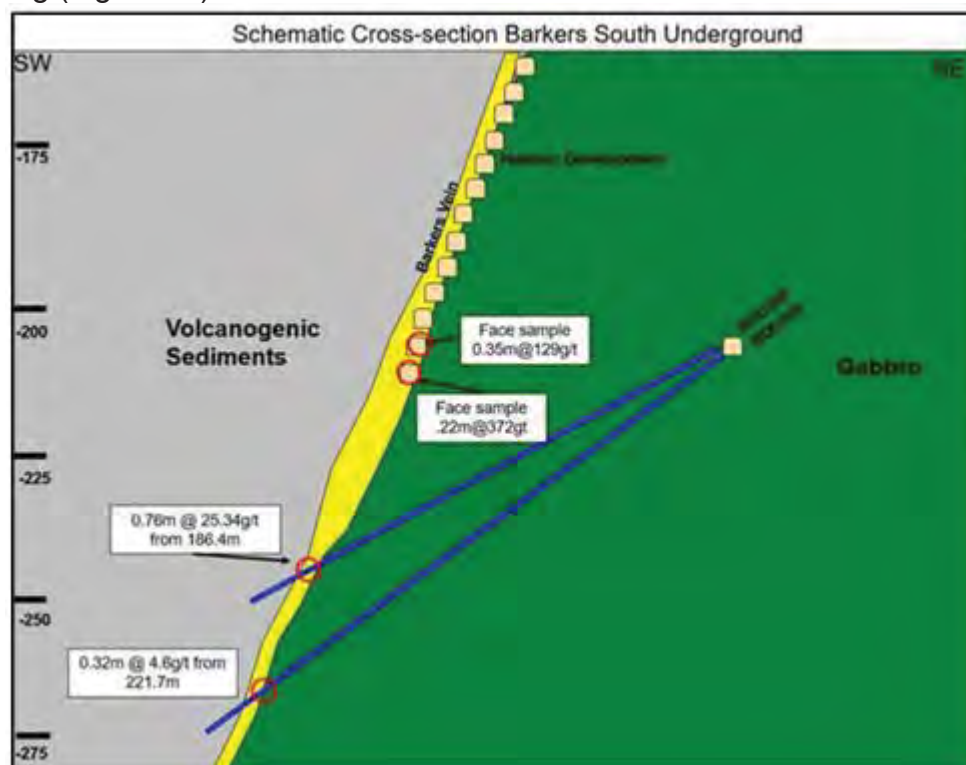 Schematic Cross-section Barkers South Underground
SW
NE
-175
Historic Development
Barkers Vein
-200
Volcanogenic
Sediments
Face sample
0.35m@129g/t
Gabbro
Face sample
.22m@372gt
-225
0.76m @ 25.34g/t
from 186.4m
-250
0.32m @ 4.6g/t from
221.7m
-275